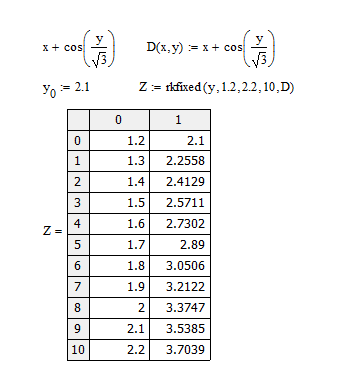 x + cos(y/√3)    D(x,y) := x + cos(y/√3)
y₀ := 2.1    Z := rkfixed(y,1.2,2.2,10,D)
0 1
0 1.2 2.1
1 1.3 2.2558
2 1.4 2.4129
3 1.5 2.5711
Z = 4 1.6 2.7302
5 1.7 2.89
6 1.8 3.0506
7 1.9 3.2122
8 2 3.3747
9 2.1 3.5385
10 2.2 3.7039